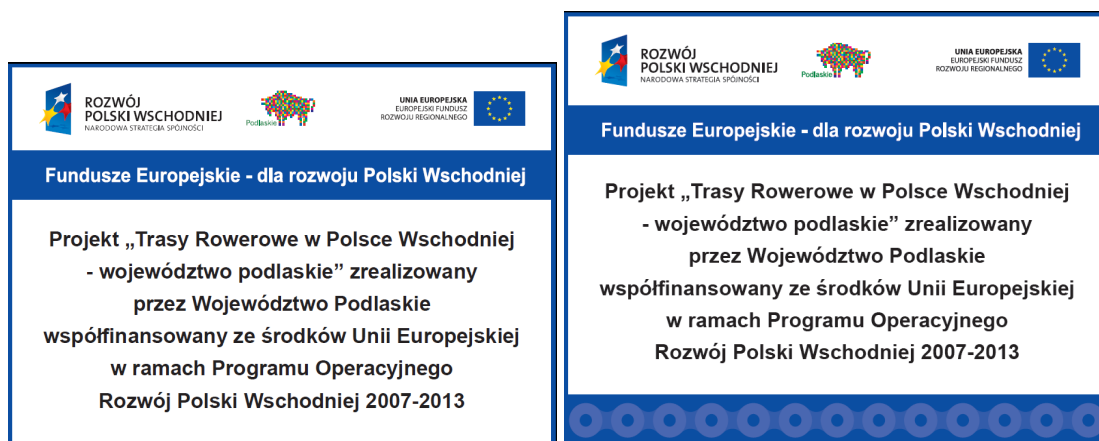 ROZWÓJ
POLSKI WSCHODNIEJ
NARODOWA STRATEGIA SPÓJNOŚCI
Podlaskie
UNIA EUROPEJSKA
EUROPEJSKI FUNDUSZ
ROZWOJU REGIONALNEGO
Fundusze Europejskie - dla rozwoju Polski Wschodniej
Projekt „Trasy Rowerowe w Polsce Wschodniej
- województwo podlaskie” zrealizowany
przez Województwo Podlaskie
współfinansowany ze środków Unii Europejskiej
w ramach Programu Operacyjnego
Rozwój Polski Wschodniej 2007-2013
ROZWÓJ
POLSKI WSCHODNIEJ
NARODOWA STRATEGIA SPÓJNOŚCI
Podlaskie
UNIA EUROPEJSKA
EUROPEJSKI FUNDUSZ
ROZWOJU REGIONALNEGO
Fundusze Europejskie - dla rozwoju Polski Wschodniej
Projekt „Trasy Rowerowe w Polsce Wschodniej
- województwo podlaskie” zrealizowany
przez Województwo Podlaskie
współfinansowany ze środków Unii Europejskiej
w ramach Programu Operacyjnego
Rozwój Polski Wschodniej 2007-2013